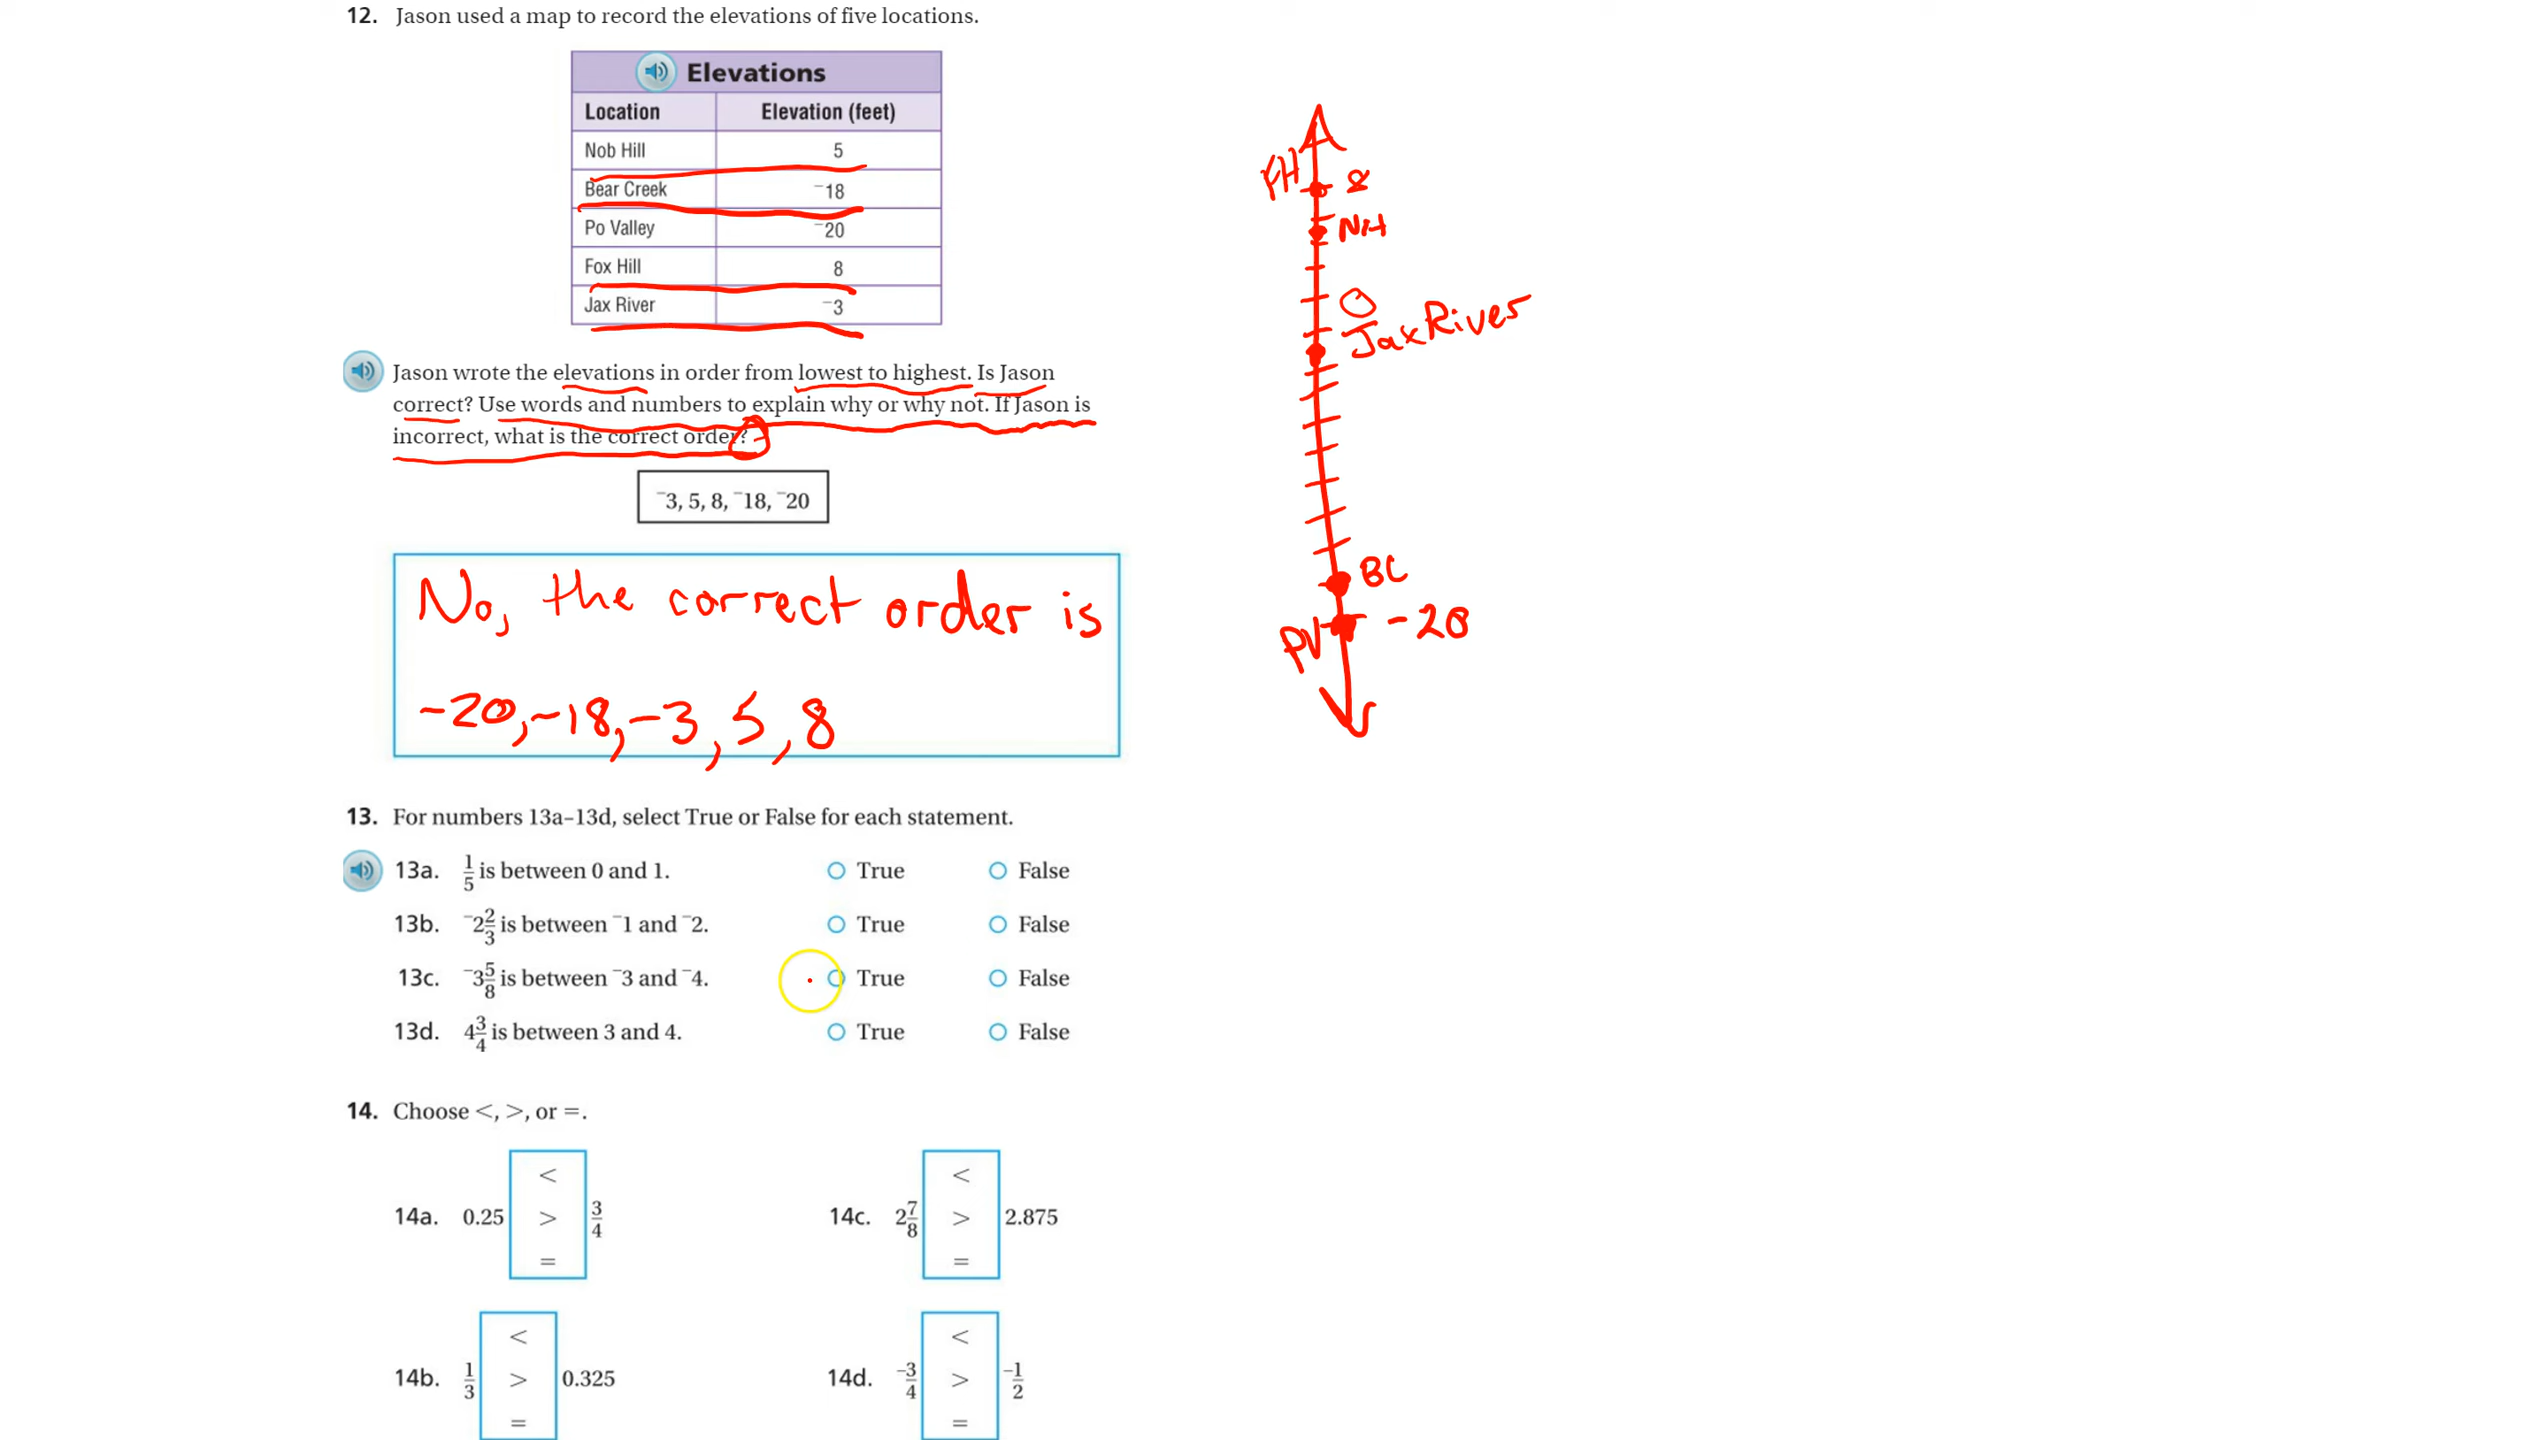 12. Jason used a map to record the elevations of five locations.
Elevations
Location Elevation (feet)
Nob Hill 5
Bear Creek ⁻18
Po Valley ⁻20
Fox Hill 8
Jax River ⁻3
Jason wrote the elevations in order from lowest to highest. Is Jason
correct? Use words and numbers to explain why or why not. If Jason is
incorrect, what is the correct order?
⁻3, 5, 8, ⁻18, ⁻20
No, the correct order is
-20, -18, -3, 5, 8
FH 8
NH
0
Jax River
BC
PV -20
13. For numbers 13a–13d, select True or False for each statement.
13a. 1/5 is between 0 and 1. True False
13b. ⁻2 2/3 is between ⁻1 and ⁻2. True False
13c. ⁻3 5/8 is between ⁻3 and ⁻4. True False
13d. 4 3/4 is between 3 and 4. True False
14. Choose <, >, or =.
14a. 0.25 < > = 3/4
14c. 2 7/8 < > = 2.875
14b. 1/3 < > = 0.325
14d. ⁻3/4 < > = ⁻1/2